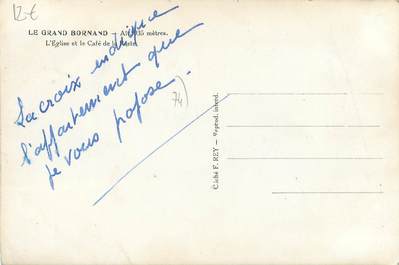 12€
LE GRAND BORNAND — Alt. 935 mètres.
L'Eglise et le Café de la Poste.
La croix indique
l'appartement que
je vous propose.
74)
Cliché F. REY — Reprod. interd.